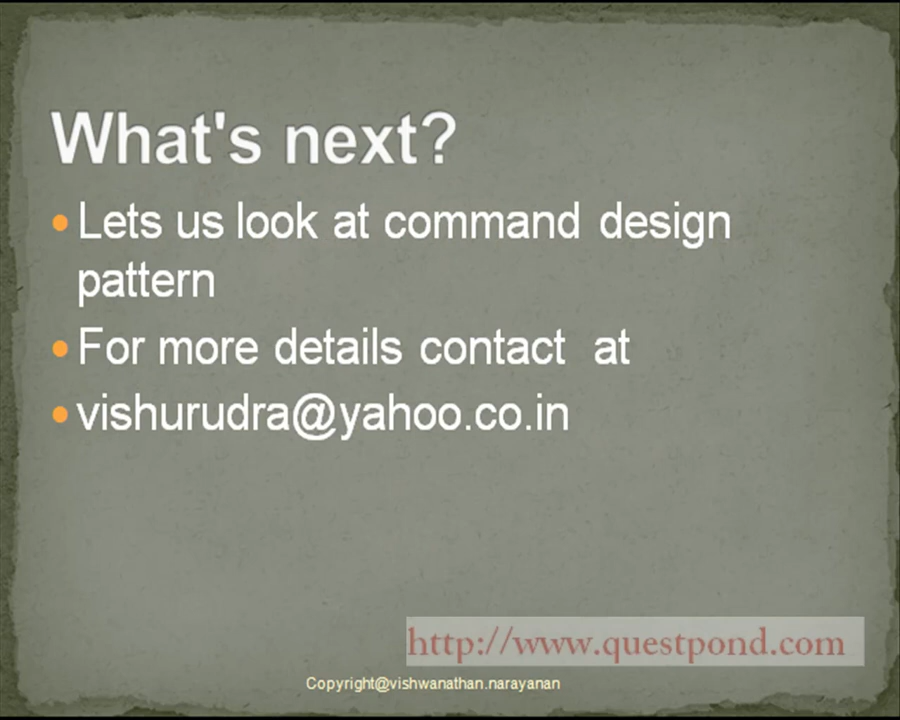 What's next?
Lets us look at command design
pattern
For more details contact at
vishurudra@yahoo.co.in
http://www.questpond.com
Copyright@vishwanathan.narayanan